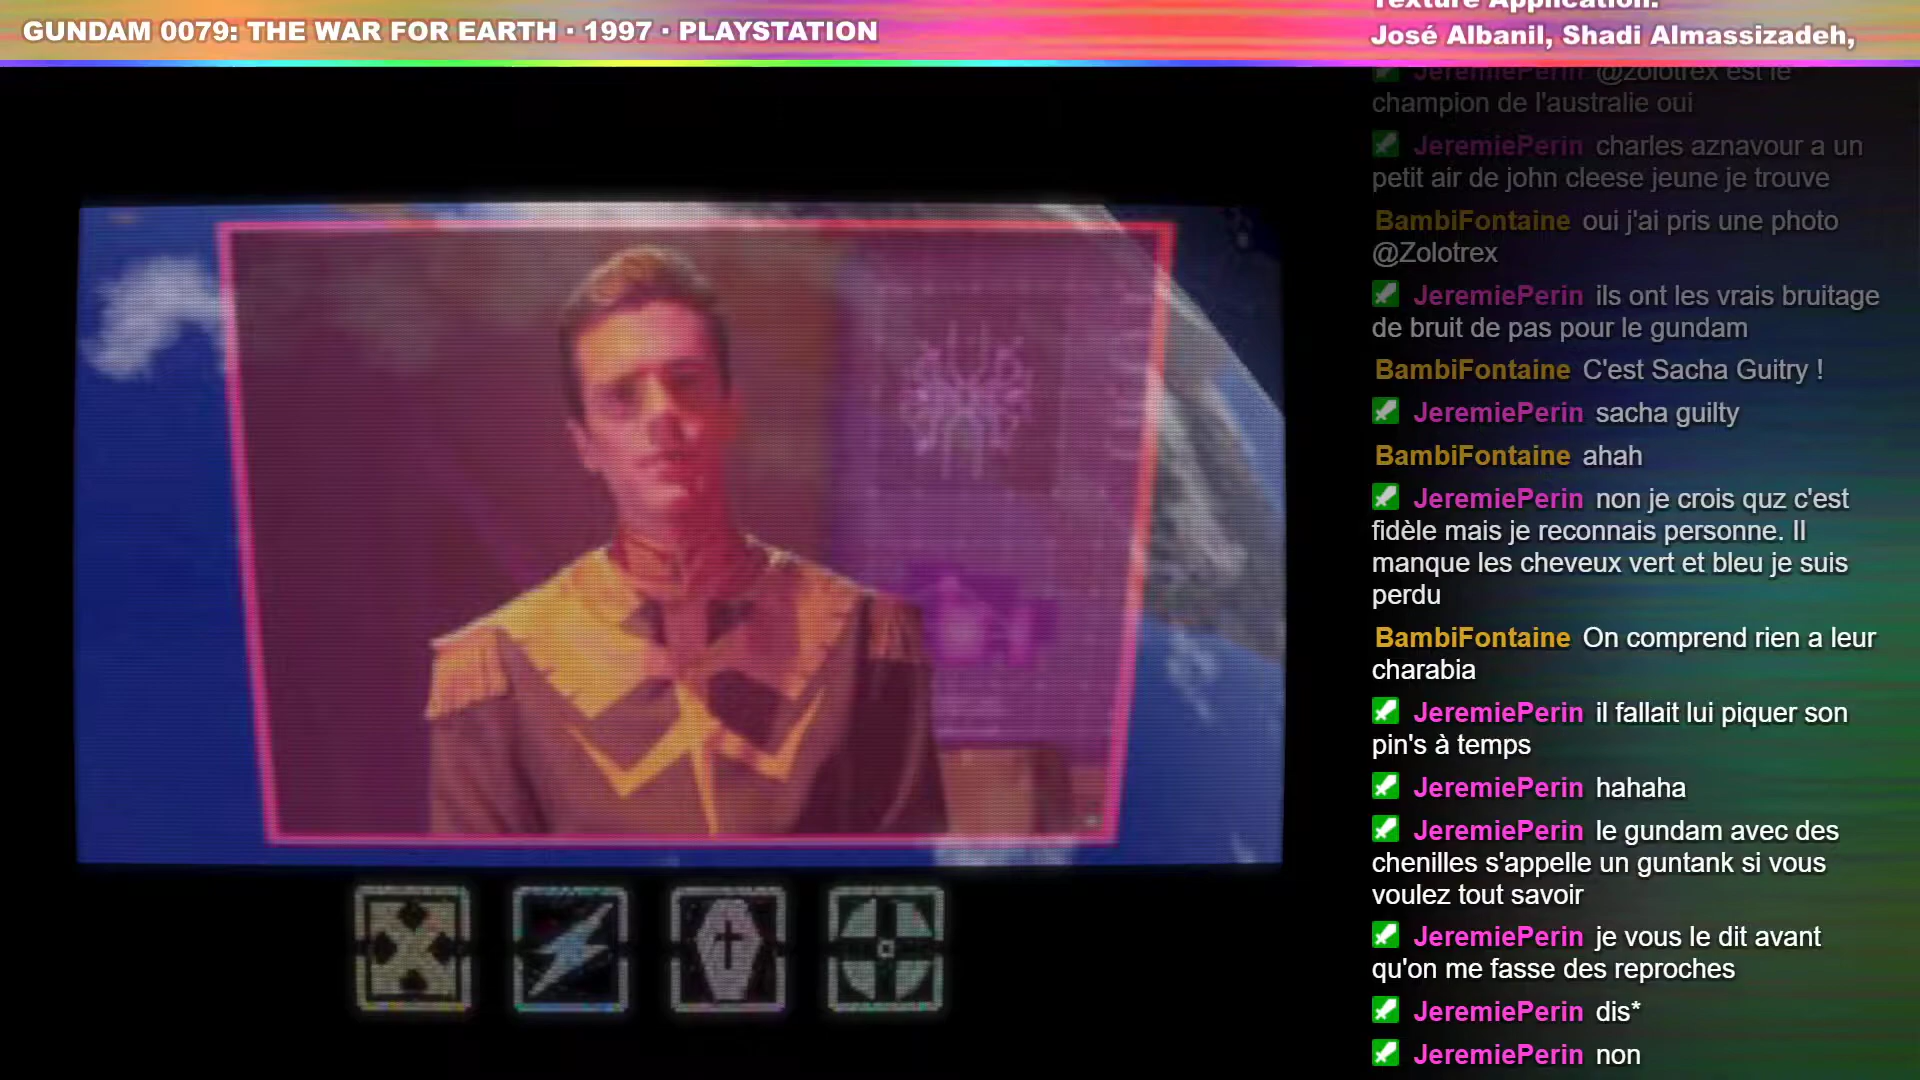 GUNDAM 0079: THE WAR FOR EARTH · 1997 · PLAYSTATION
Texture Application:
José Albanil, Shadi Almassizadeh,
JeremiePerin @Zolotrex est le
champion de l'australie oui
JeremiePerin charles aznavour a un
petit air de john cleese jeune je trouve
BambiFontaine oui j'ai pris une photo
@Zolotrex
JeremiePerin ils ont les vrais bruitage
de bruit de pas pour le gundam
BambiFontaine C'est Sacha Guitry !
JeremiePerin sacha guilty
BambiFontaine ahah
JeremiePerin non je crois quz c'est
fidèle mais je reconnais personne. Il
manque les cheveux vert et bleu je suis
perdu
BambiFontaine On comprend rien a leur
charabia
JeremiePerin il fallait lui piquer son
pin's à temps
JeremiePerin hahaha
JeremiePerin le gundam avec des
chenilles s'appelle un guntank si vous
voulez tout savoir
JeremiePerin je vous le dit avant
qu'on me fasse des reproches
JeremiePerin dis*
JeremiePerin non